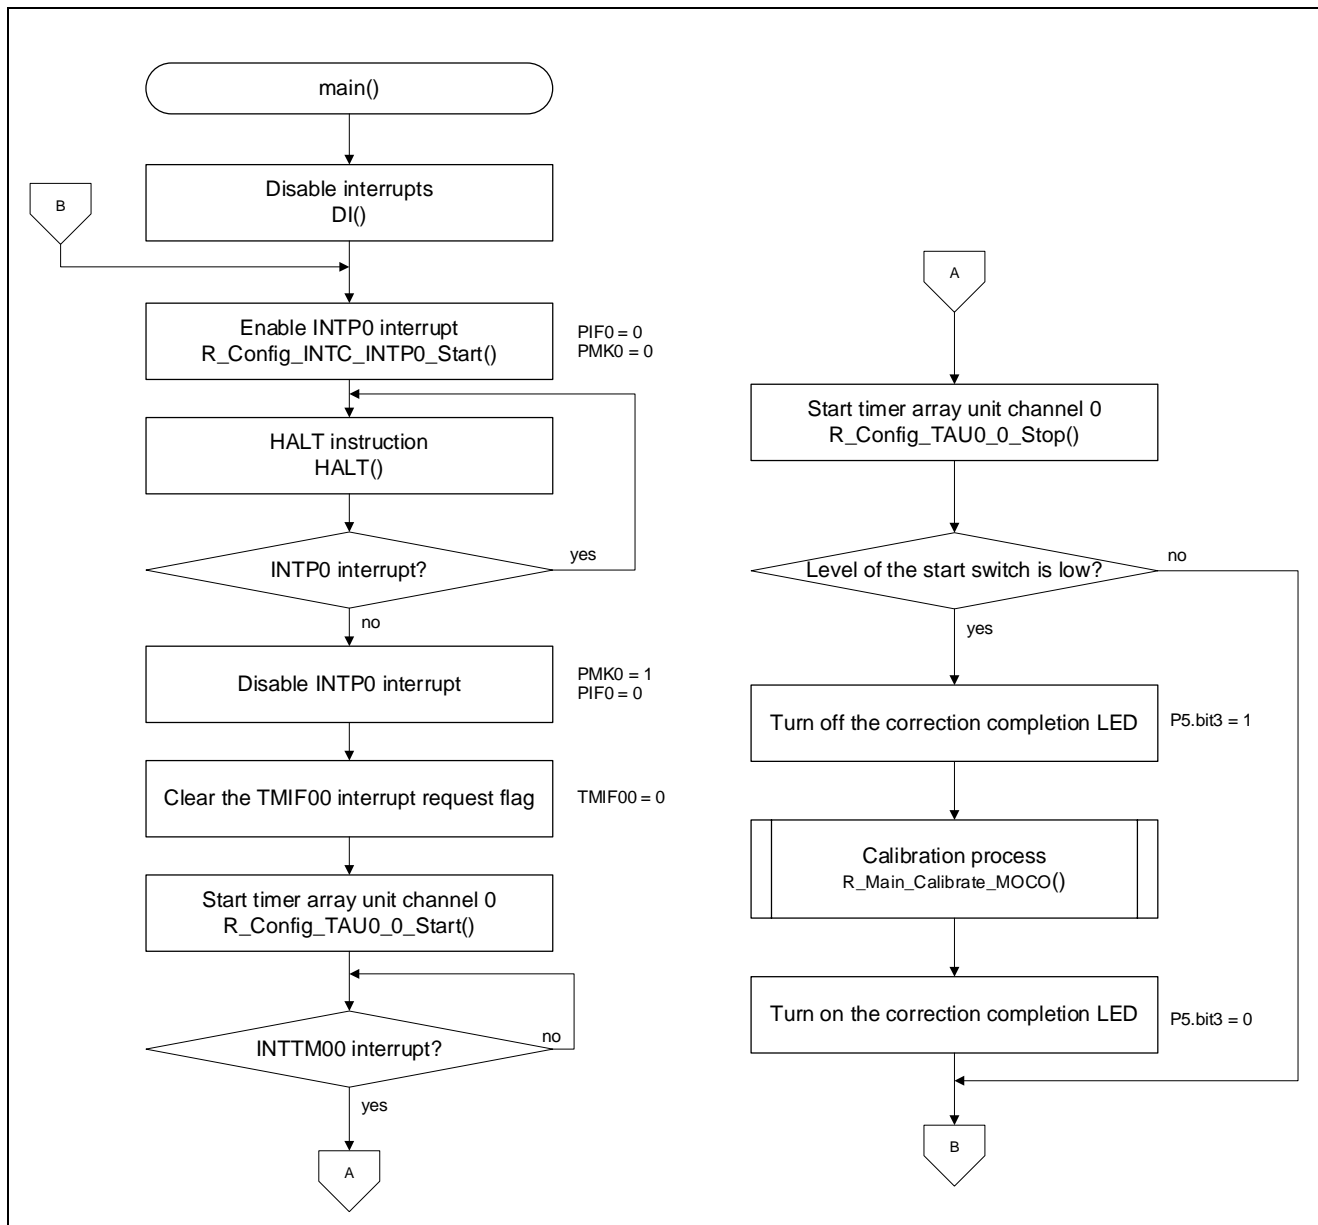 main()
Disable interrupts
DI()
B
Enable INTP0 interrupt
R_Config_INTC_INTP0_Start()
PIF0 = 0
PMK0 = 0
HALT instruction
HALT()
INTP0 interrupt?
yes
no
Disable INTP0 interrupt
PMK0 = 1
PIF0 = 0
Clear the TMIF00 interrupt request flag
TMIF00 = 0
Start timer array unit channel 0
R_Config_TAU0_0_Start()
INTTM00 interrupt?
no
yes
A
A
Start timer array unit channel 0
R_Config_TAU0_0_Stop()
Level of the start switch is low?
no
yes
Turn off the correction completion LED
P5.bit3 = 1
Calibration process
R_Main_Calibrate_MOCO()
Turn on the correction completion LED
P5.bit3 = 0
B